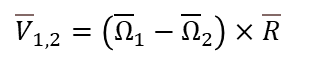 V̅₁,₂ = (Ω̅₁ − Ω̅₂) × R̅